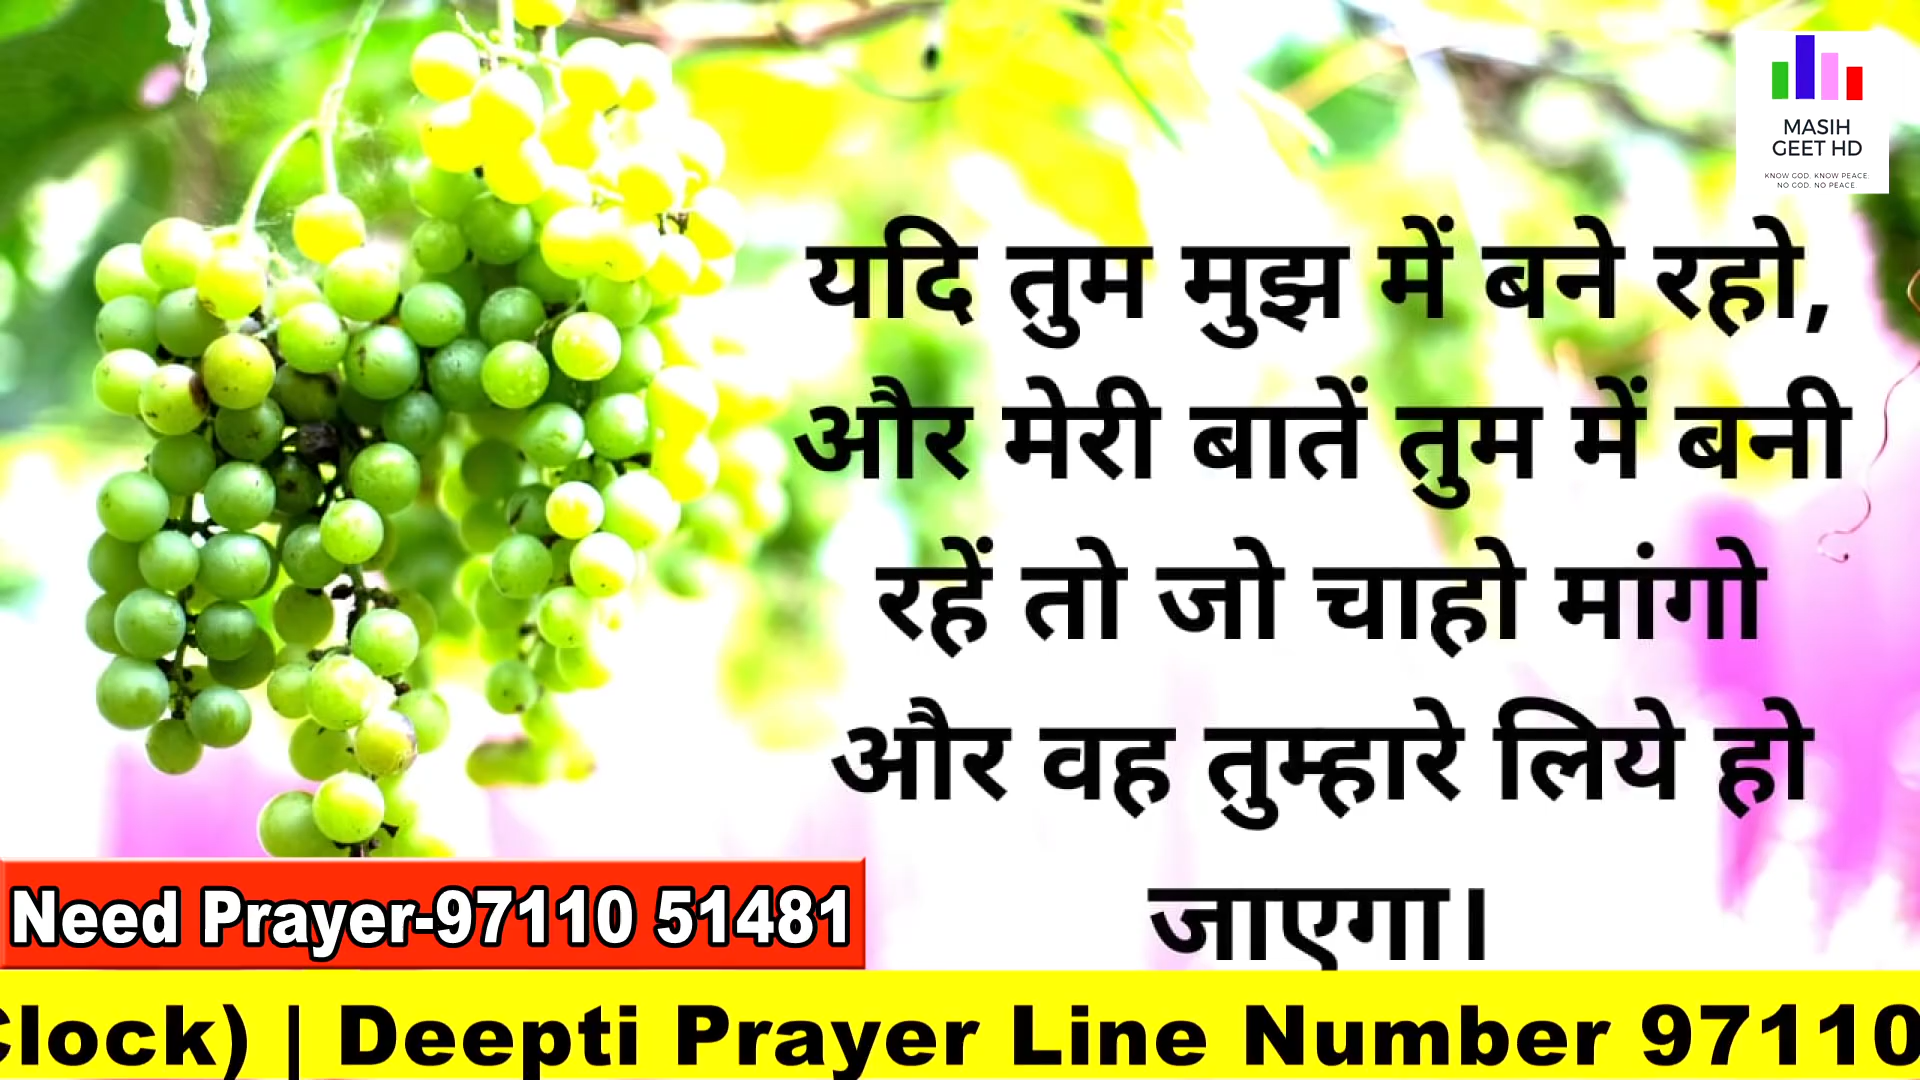 MASIH
GEET HD
KNOW GOD. KNOW PEACE.
NO GOD. NO PEACE.
यदि तुम मुझ में बने रहो,
और मेरी बातें तुम में बनी
रहें तो जो चाहो मांगो
और वह तुम्हारे लिये हो
जाएगा।
Need Prayer-97110 51481
Clock) | Deepti Prayer Line Number 97110